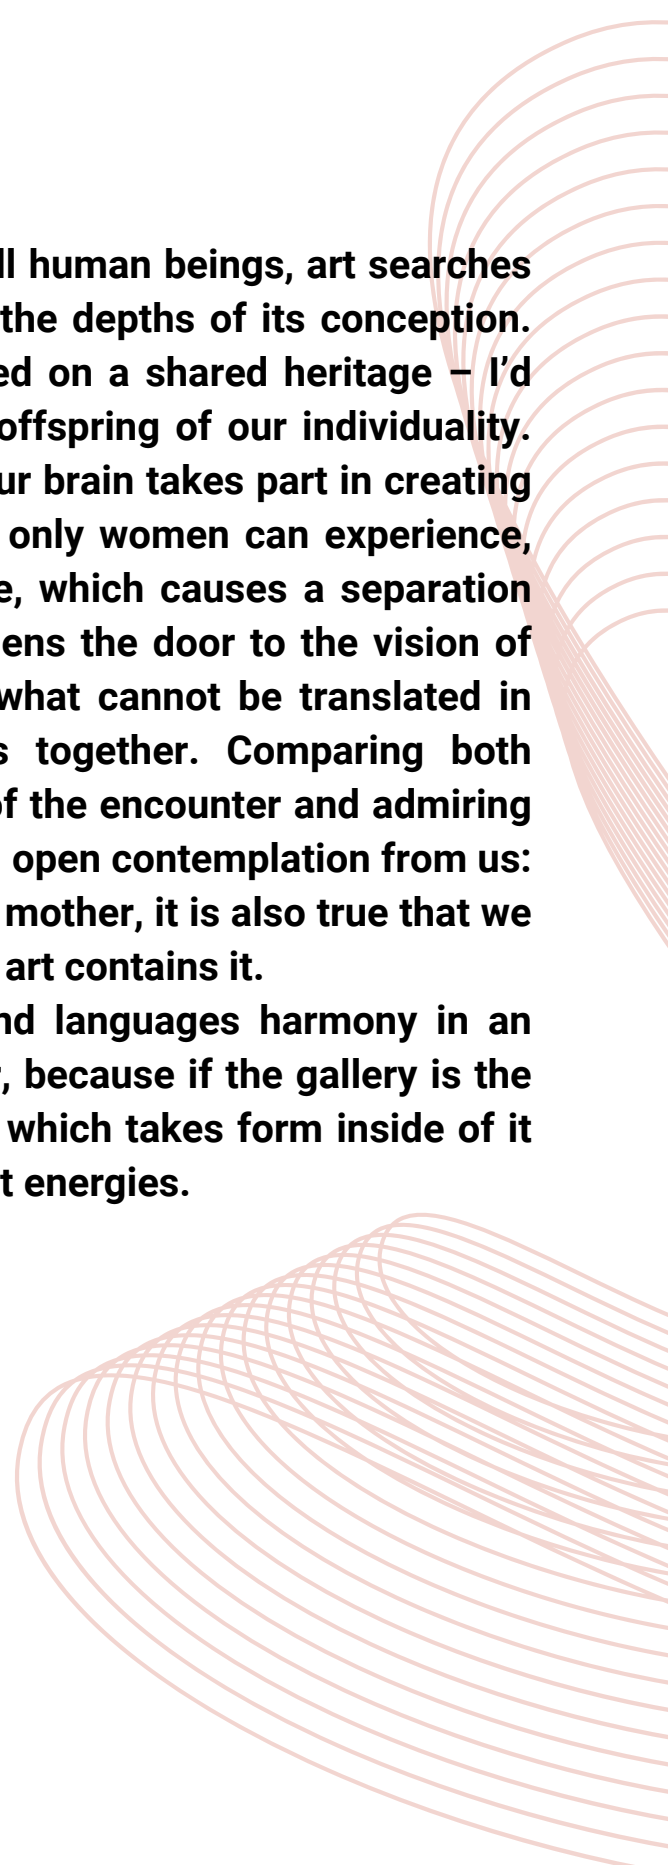 ll human beings, art searches
the depths of its conception.
ed on a shared heritage – I’d
offspring of our individuality.
ur brain takes part in creating
only women can experience,
e, which causes a separation
ens the door to the vision of
what cannot be translated in
s together. Comparing both
of the encounter and admiring
open contemplation from us:
mother, it is also true that we
art contains it.
nd languages harmony in an
, because if the gallery is the
which takes form inside of it
t energies.